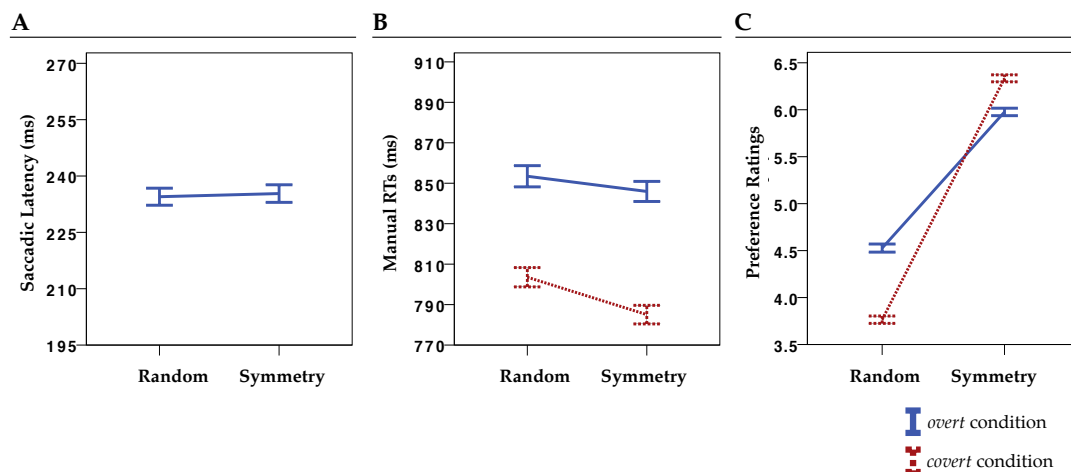 A
B
C
Saccadic Latency (ms)
270
255
240
225
210
195
Random Symmetry
Manual RTs (ms)
910
890
870
850
830
810
790
770
Random Symmetry
Preference Ratings
6.5
6.0
5.5
5.0
4.5
4.0
3.5
Random Symmetry
overt condition
covert condition